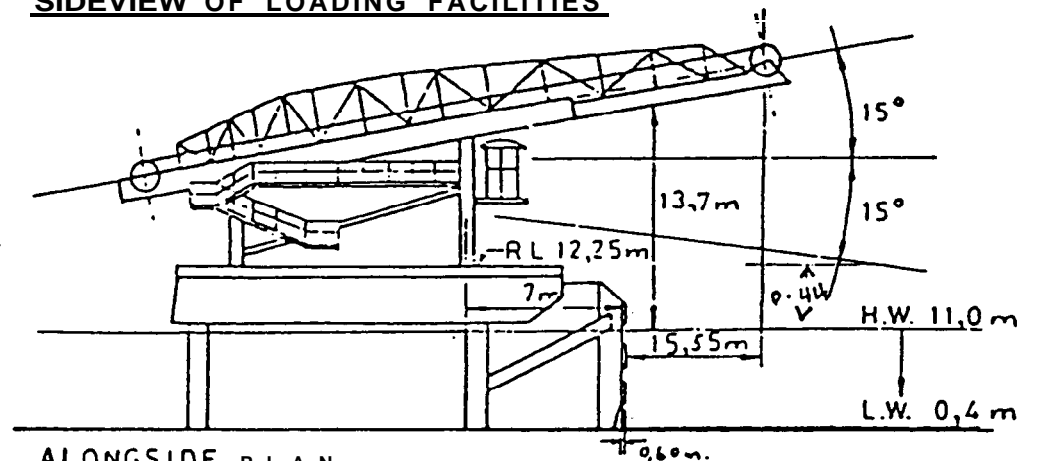 SIDEVIEW OF LOADING FACILITIES
15°
15°
13,7m
RL 12,25m
7m
0.44
H.W. 11,0 m
15,55m
L.W. 0,4 m
0,60m.
ALONGSIDE PLAN